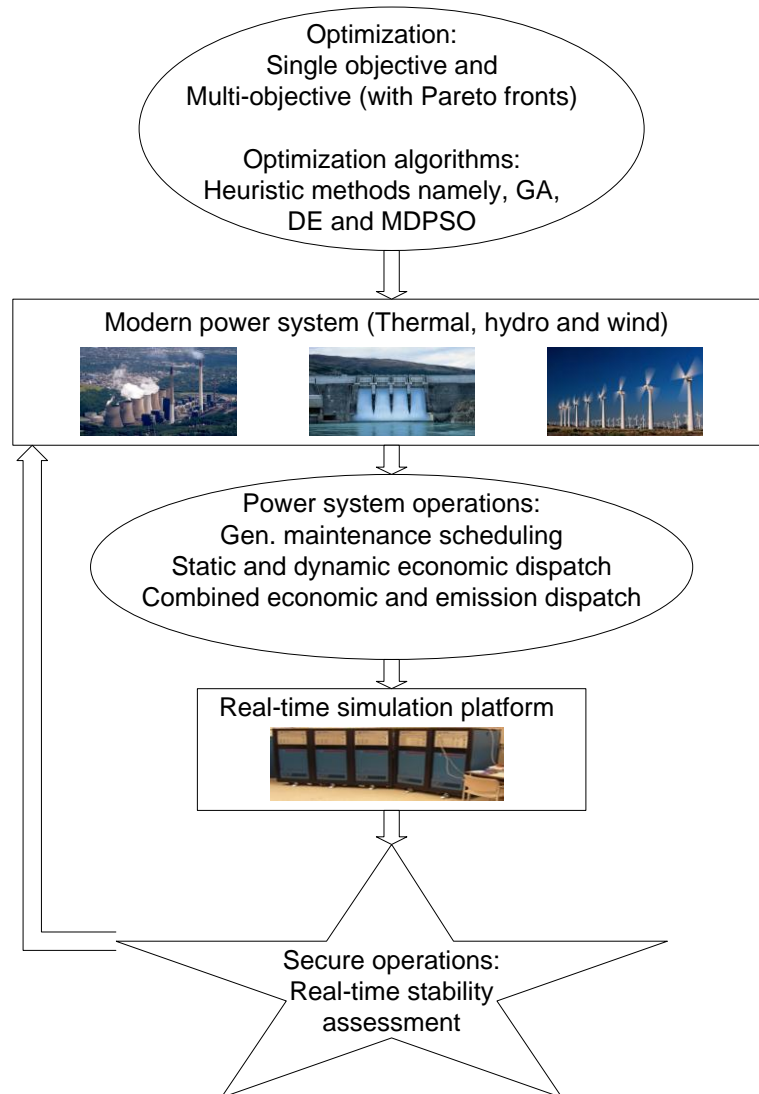 Optimization:
Single objective and
Multi-objective (with Pareto fronts)
Optimization algorithms:
Heuristic methods namely, GA,
DE and MDPSO
Modern power system (Thermal, hydro and wind)
Power system operations:
Gen. maintenance scheduling
Static and dynamic economic dispatch
Combined economic and emission dispatch
Real-time simulation platform
Secure operations:
Real-time stability
assessment